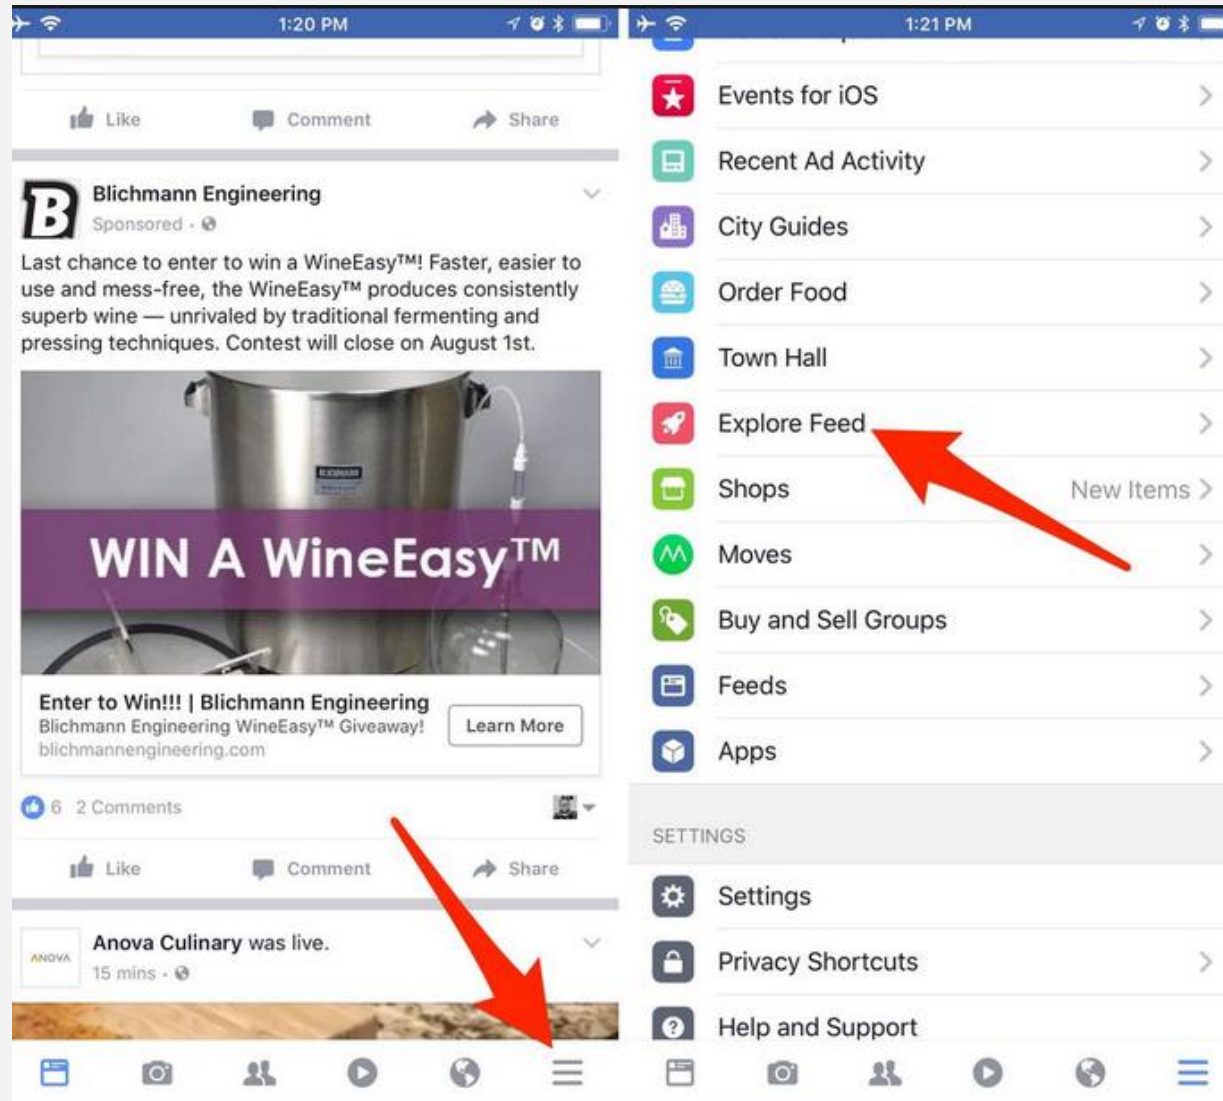 1:20 PM
Like Comment Share
B
Blichmann Engineering
Sponsored ·
Last chance to enter to win a WineEasy™! Faster, easier to
use and mess-free, the WineEasy™ produces consistently
superb wine — unrivaled by traditional fermenting and
pressing techniques. Contest will close on August 1st.
BLICHMANN
WIN A WineEasy™
Enter to Win!!! | Blichmann Engineering
Blichmann Engineering WineEasy™ Giveaway!
blichmannengineering.com
Learn More
6 2 Comments
Like Comment Share
ANOVA
Anova Culinary was live.
15 mins ·
1:21 PM
Events for iOS
Recent Ad Activity
City Guides
Order Food
Town Hall
Explore Feed
Shops New Items
Moves
Buy and Sell Groups
Feeds
Apps
SETTINGS
Settings
Privacy Shortcuts
Help and Support